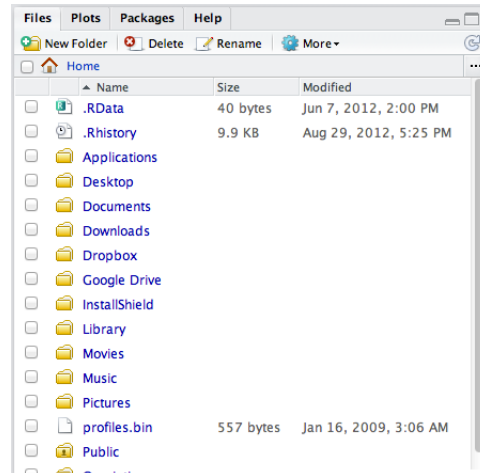 Files Plots Packages Help
New Folder Delete Rename More
Home ...
Name Size Modified
.RData 40 bytes Jun 7, 2012, 2:00 PM
.Rhistory 9.9 KB Aug 29, 2012, 5:25 PM
Applications
Desktop
Documents
Downloads
Dropbox
Google Drive
InstallShield
Library
Movies
Music
Pictures
profiles.bin 557 bytes Jan 16, 2009, 3:06 AM
Public